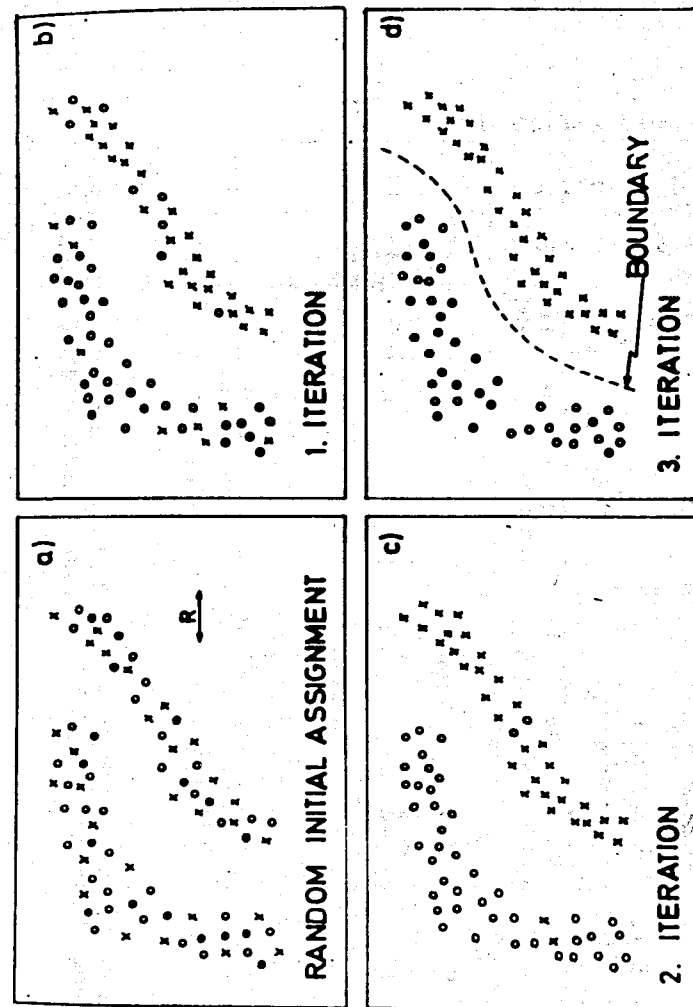 a)
R
RANDOM INITIAL ASSIGNMENT
b)
1. ITERATION
c)
2. ITERATION
d)
BOUNDARY
3. ITERATION